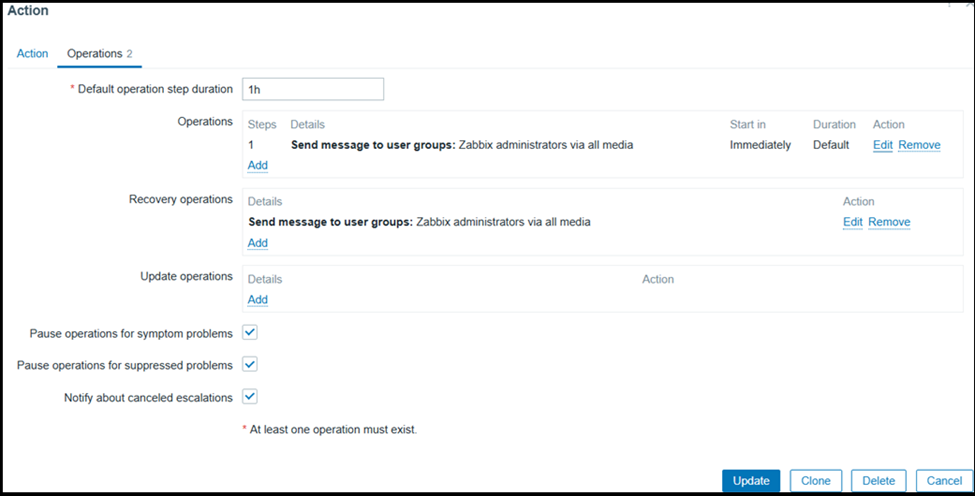 Action
Action Operations 2
* Default operation step duration 1h
Operations Steps Details Start in Duration Action
1 Send message to user groups: Zabbix administrators via all media Immediately Default Edit Remove
Add
Recovery operations Details Action
Send message to user groups: Zabbix administrators via all media Edit Remove
Add
Update operations Details Action
Add
Pause operations for symptom problems
Pause operations for suppressed problems
Notify about canceled escalations
* At least one operation must exist.
Update Clone Delete Cancel